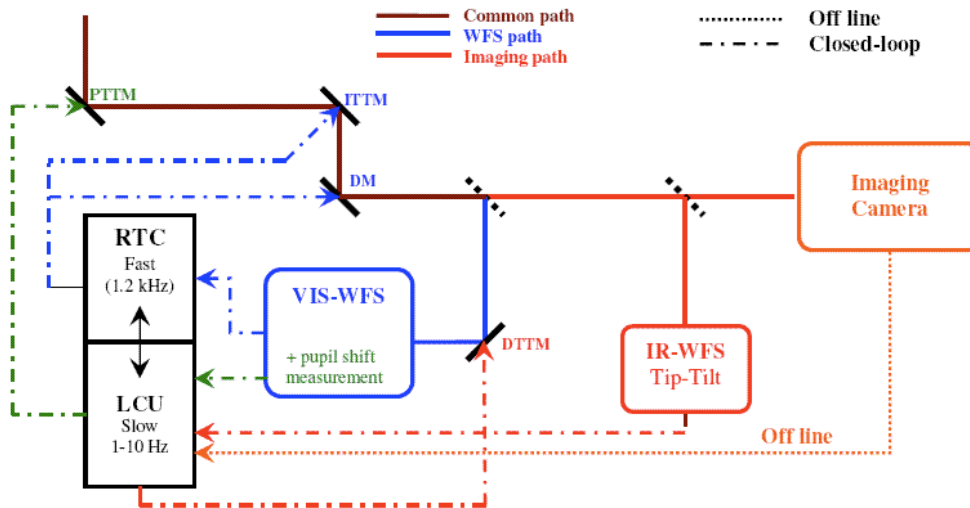 Common path
WFS path
Imaging path
Off line
Closed-loop
PTTM
ITTM
DM
Imaging
Camera
RTC
Fast
(1.2 kHz)
VIS-WFS
+ pupil shift
measurement
DTTM
IR-WFS
Tip-Tilt
LCU
Slow
1-10 Hz
Off line